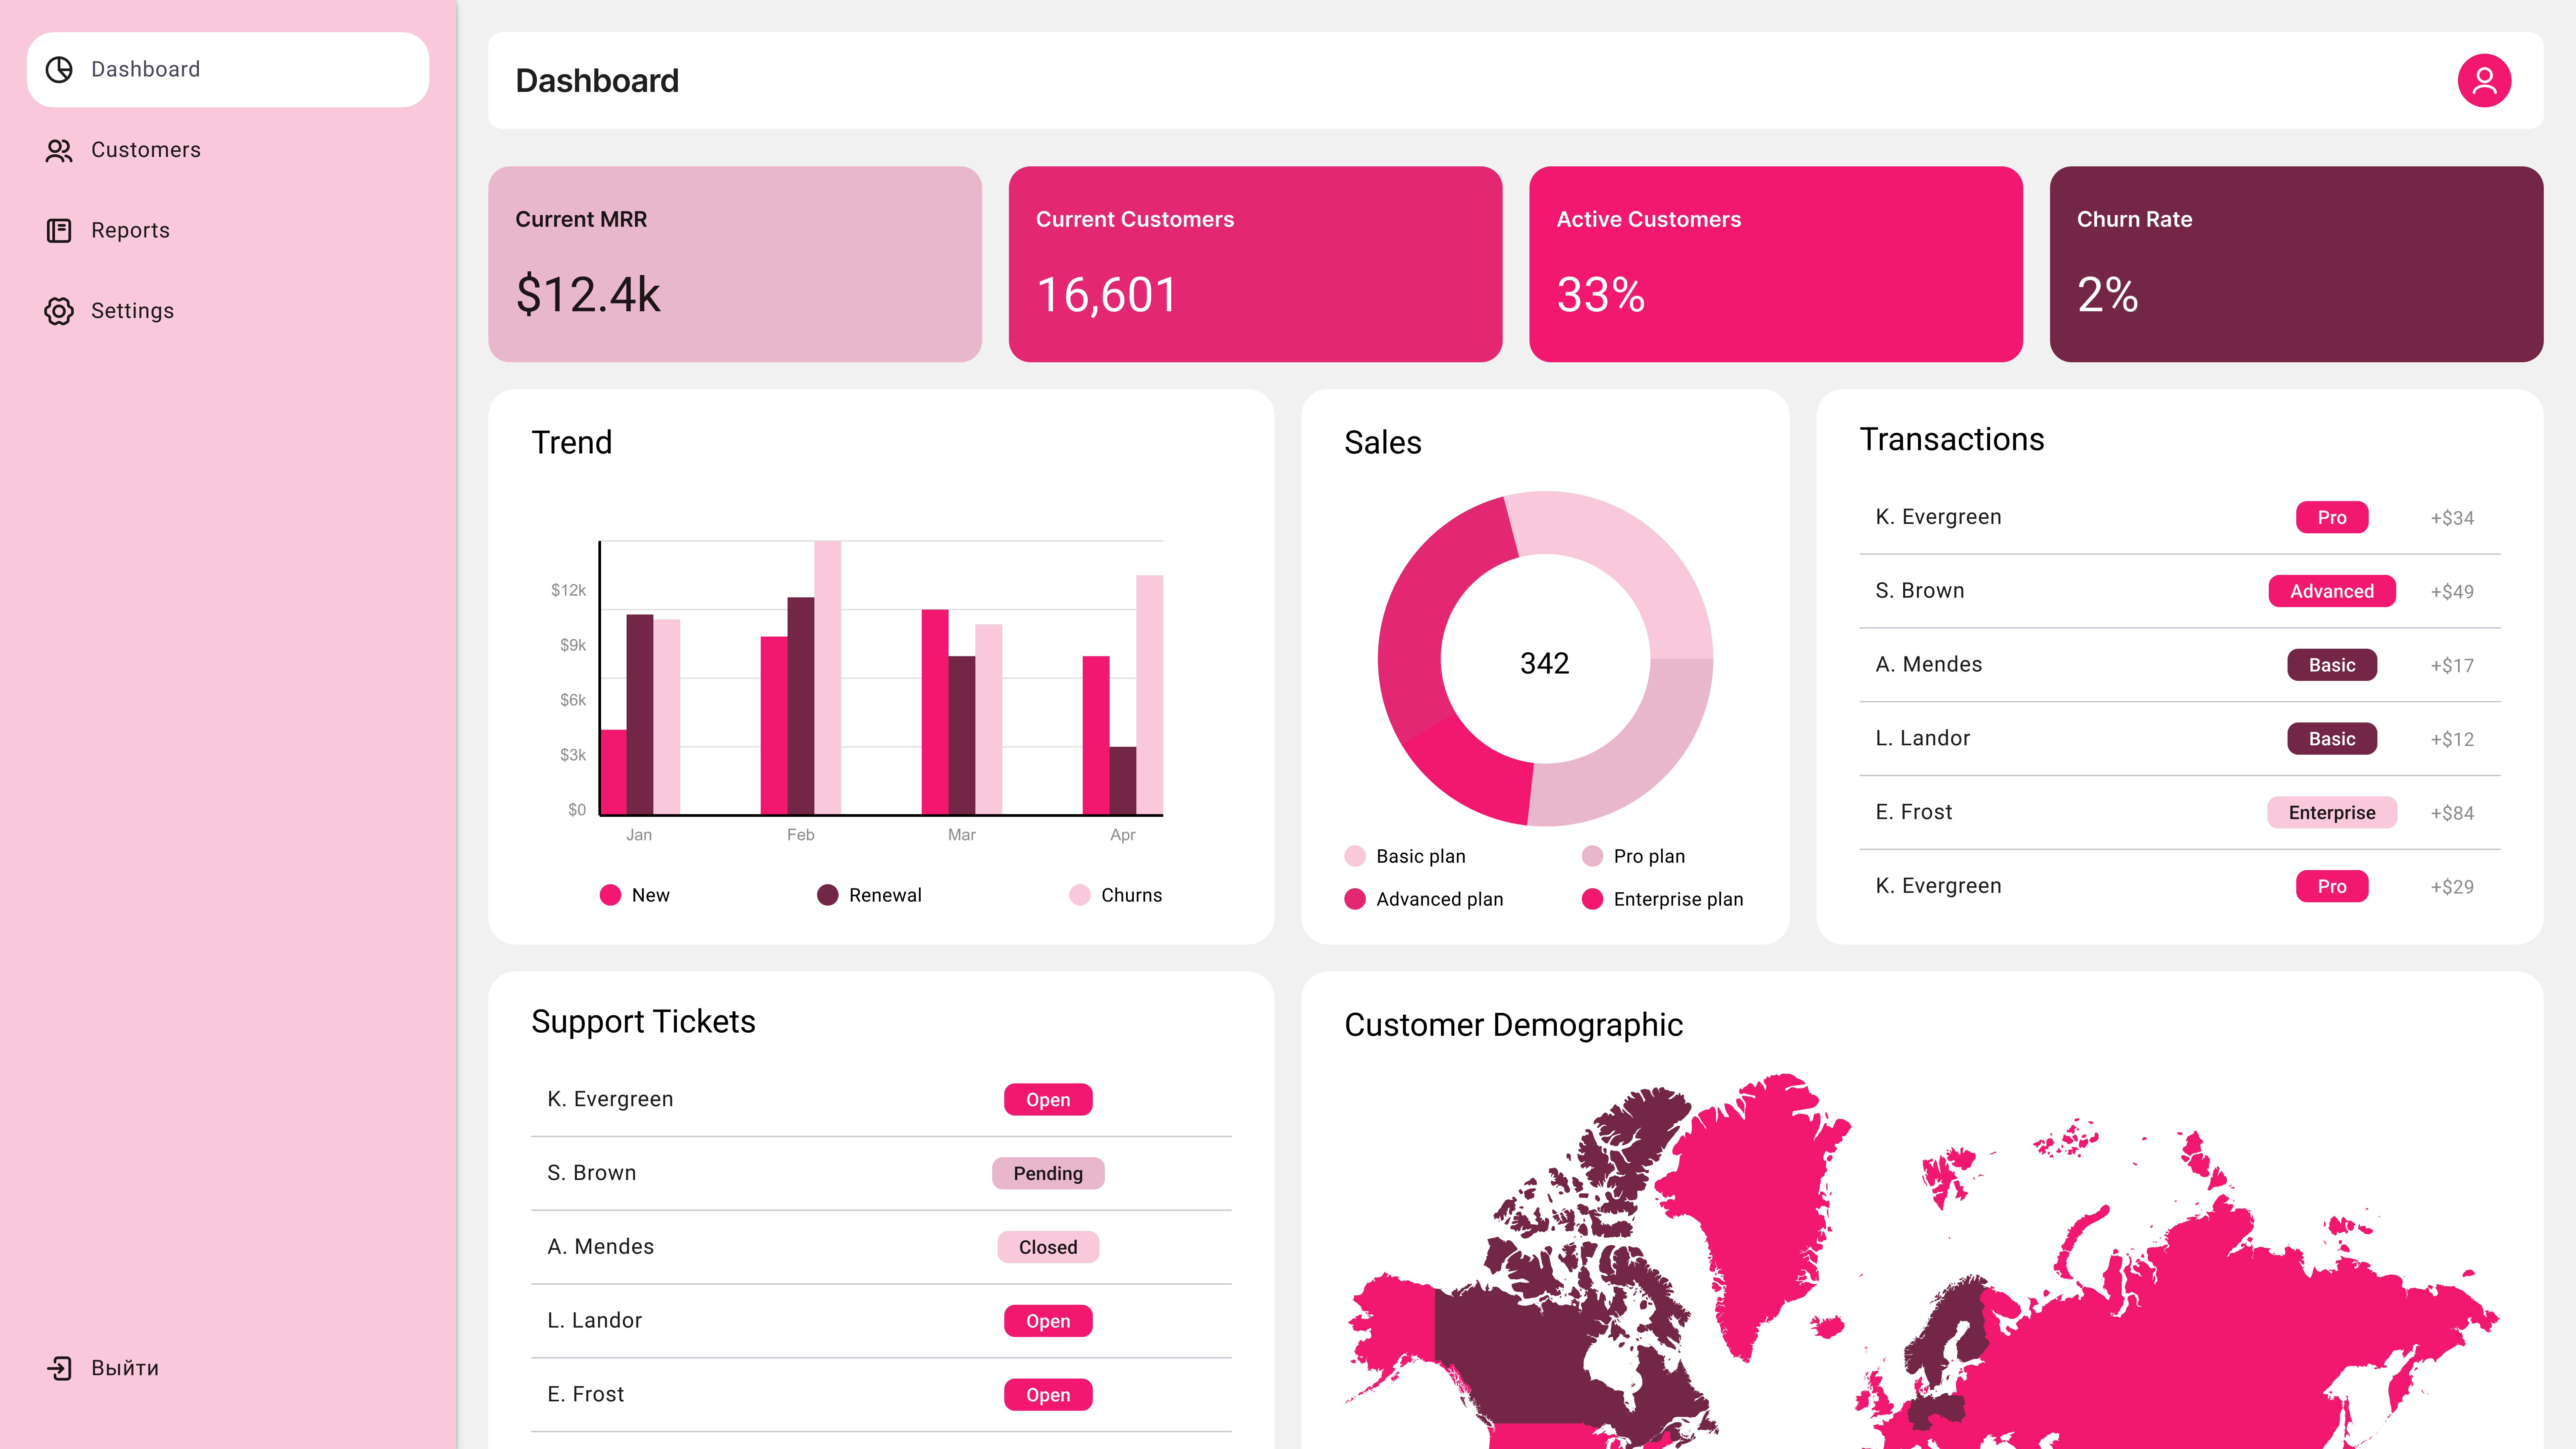 Dashboard
Customers
Reports
Settings
Выйти
Dashboard
Current MRR
$12.4k
Current Customers
16,601
Active Customers
33%
Churn Rate
2%
Trend
$12k
$9k
$6k
$3k
$0
Jan Feb Mar Apr
New Renewal Churns
Sales
342
Basic plan Pro plan
Advanced plan Enterprise plan
Transactions
K. Evergreen Pro +$34
S. Brown Advanced +$49
A. Mendes Basic +$17
L. Landor Basic +$12
E. Frost Enterprise +$84
K. Evergreen Pro +$29
Support Tickets
K. Evergreen Open
S. Brown Pending
A. Mendes Closed
L. Landor Open
E. Frost Open
Customer Demographic